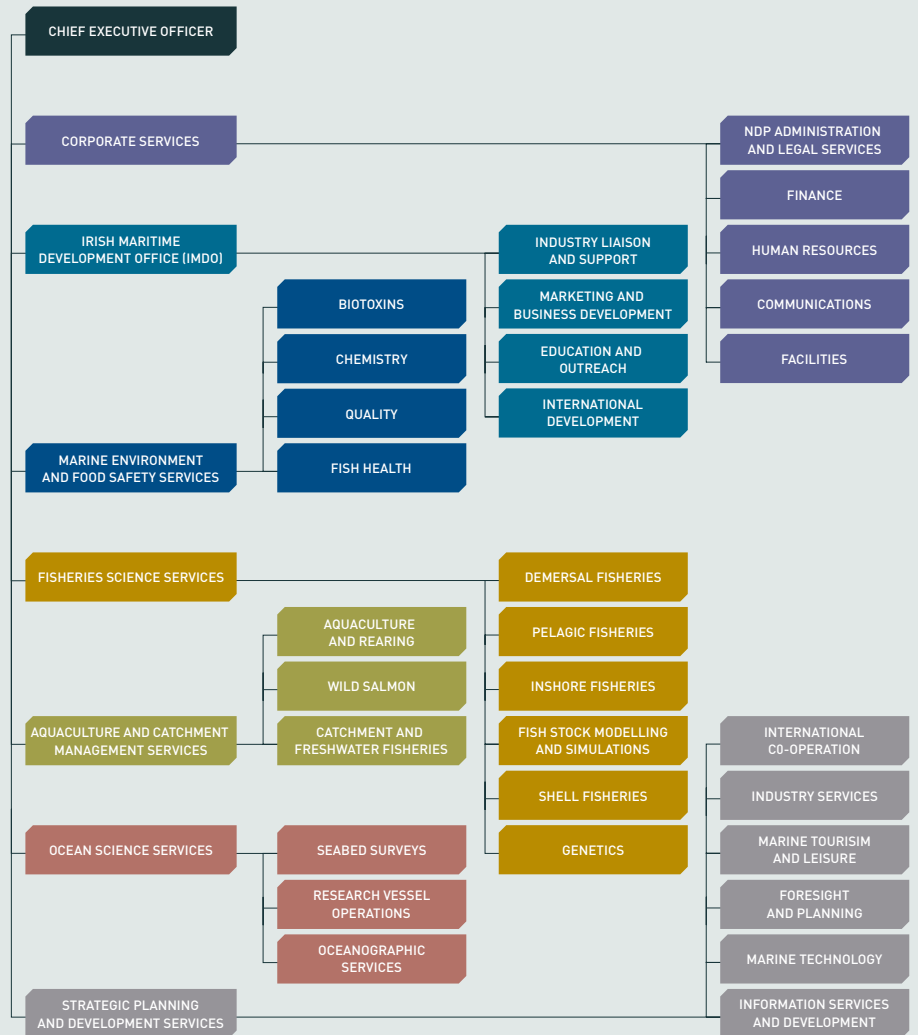 CHIEF EXECUTIVE OFFICER
CORPORATE SERVICES
NDP ADMINISTRATION
AND LEGAL SERVICES
FINANCE
HUMAN RESOURCES
COMMUNICATIONS
FACILITIES
IRISH MARITIME
DEVELOPMENT OFFICE (IMDO)
INDUSTRY LIAISON
AND SUPPORT
MARKETING AND
BUSINESS DEVELOPMENT
EDUCATION AND
OUTREACH
INTERNATIONAL
DEVELOPMENT
MARINE ENVIRONMENT
AND FOOD SAFETY SERVICES
BIOTOXINS
CHEMISTRY
QUALITY
FISH HEALTH
FISHERIES SCIENCE SERVICES
DEMERSAL FISHERIES
PELAGIC FISHERIES
INSHORE FISHERIES
FISH STOCK MODELLING
AND SIMULATIONS
SHELL FISHERIES
GENETICS
AQUACULTURE AND CATCHMENT
MANAGEMENT SERVICES
AQUACULTURE
AND REARING
WILD SALMON
CATCHMENT AND
FRESHWATER FISHERIES
OCEAN SCIENCE SERVICES
SEABED SURVEYS
RESEARCH VESSEL
OPERATIONS
OCEANOGRAPHIC
SERVICES
STRATEGIC PLANNING
AND DEVELOPMENT SERVICES
INTERNATIONAL
C0-OPERATION
INDUSTRY SERVICES
MARINE TOURISIM
AND LEISURE
FORESIGHT
AND PLANNING
MARINE TECHNOLOGY
INFORMATION SERVICES
AND DEVELOPMENT